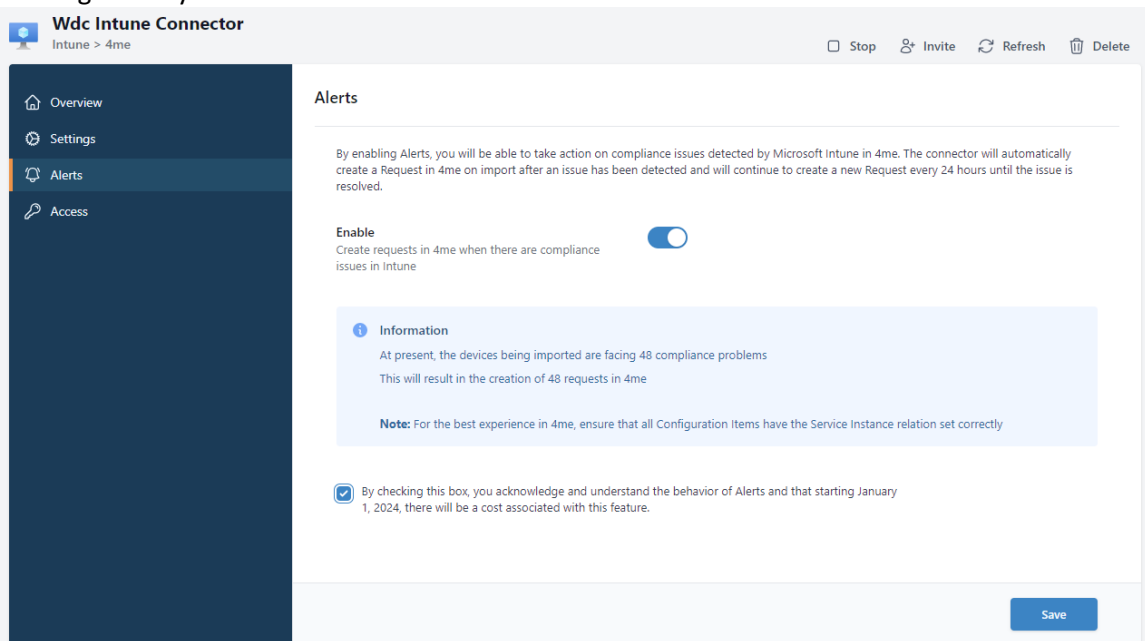 Wdc Intune Connector
Intune > 4me
Stop
Invite
Refresh
Delete
Overview
Settings
Alerts
Access
Alerts
By enabling Alerts, you will be able to take action on compliance issues detected by Microsoft Intune in 4me. The connector will automatically
create a Request in 4me on import after an issue has been detected and will continue to create a new Request every 24 hours until the issue is
resolved.
Enable
Create requests in 4me when there are compliance
issues in Intune
Information
At present, the devices being imported are facing 48 compliance problems
This will result in the creation of 48 requests in 4me
Note: For the best experience in 4me, ensure that all Configuration Items have the Service Instance relation set correctly
By checking this box, you acknowledge and understand the behavior of Alerts and that starting January
1, 2024, there will be a cost associated with this feature.
Save